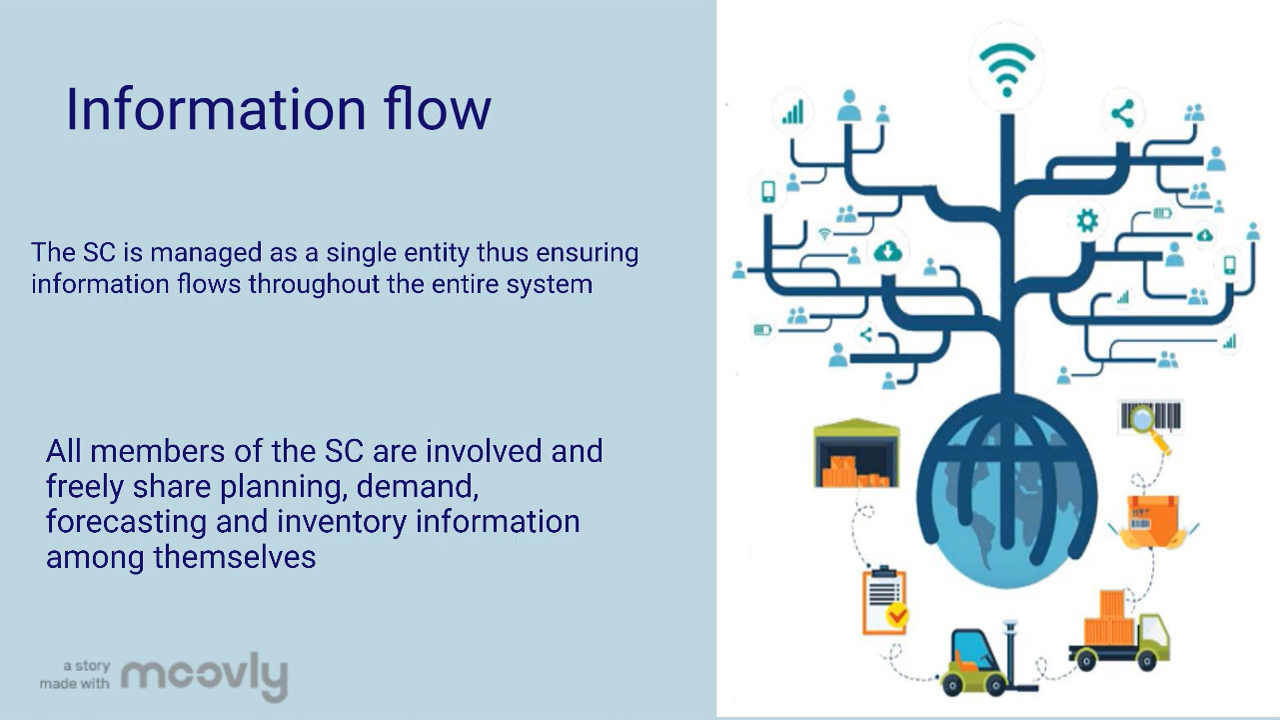 Information flow
The SC is managed as a single entity thus ensuring
information flows throughout the entire system
All members of the SC are involved and
freely share planning, demand,
forecasting and inventory information
among themselves
a story
made with moovly